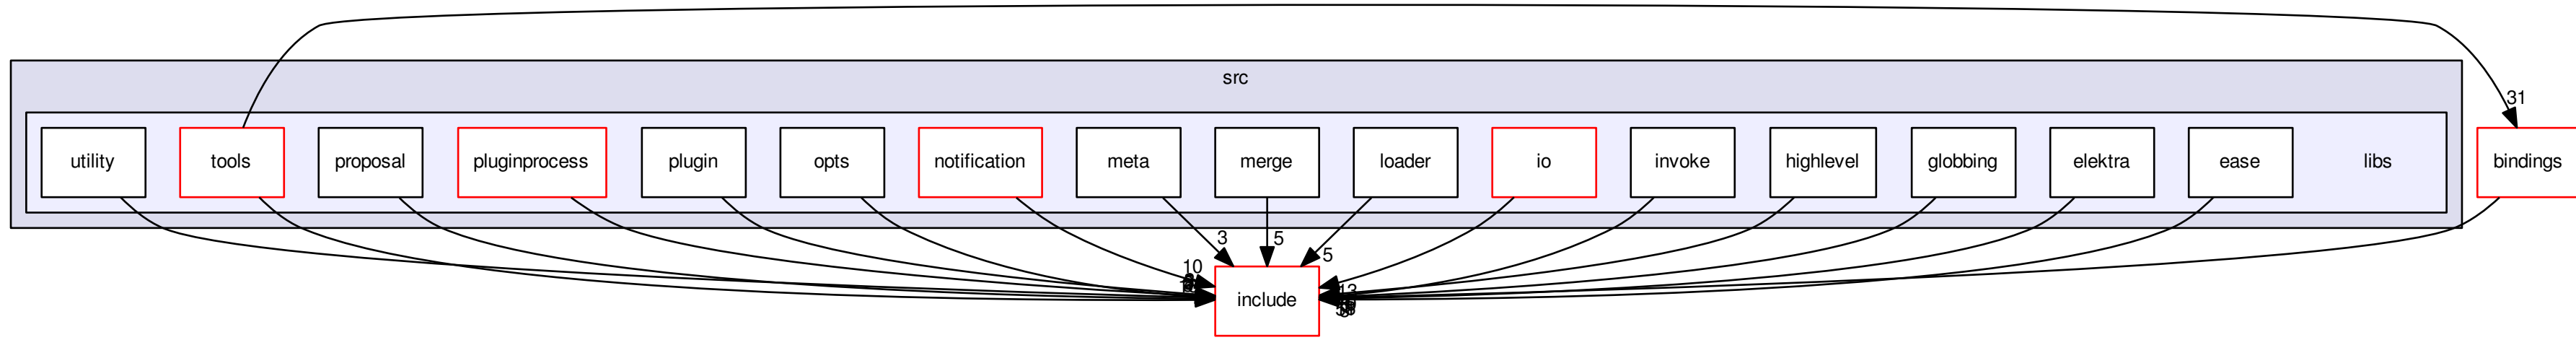 31
src
utility
tools
proposal
pluginprocess
plugin
opts
notification
meta
merge
loader
io
invoke
highlevel
globbing
elektra
ease
libs
bindings
3
5
5
10
13
include